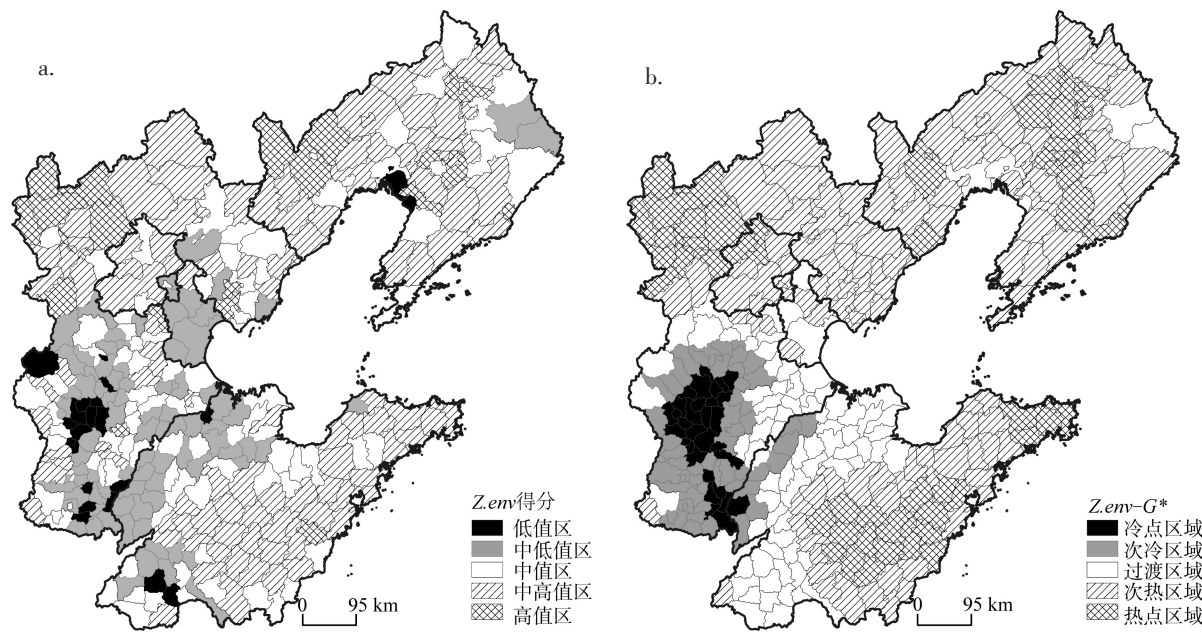 a.
Z.env得分
低值区
中低值区
中值区
中高值区
高值区
0 95 km
b.
Z.env-G*
冷点区域
次冷区域
过渡区域
次热区域
热点区域
0 95 km